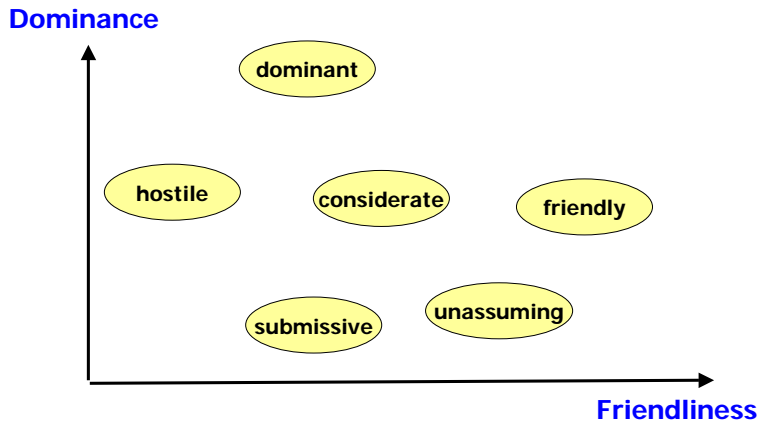 Dominance
dominant
hostile
considerate
friendly
submissive
unassuming
Friendliness